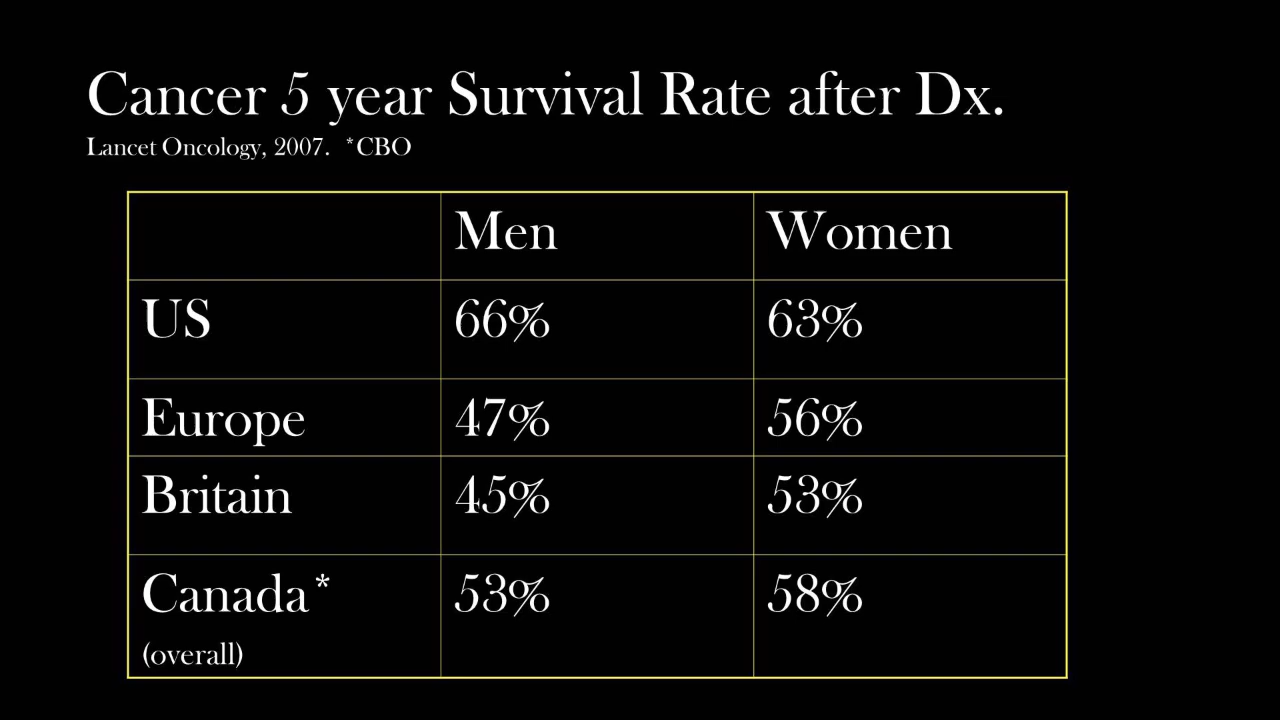 Cancer 5 year Survival Rate after Dx.
Lancet Oncology, 2007. *CBO
Men Women
US 66% 63%
Europe 47% 56%
Britain 45% 53%
Canada* 53% 58%
(overall)